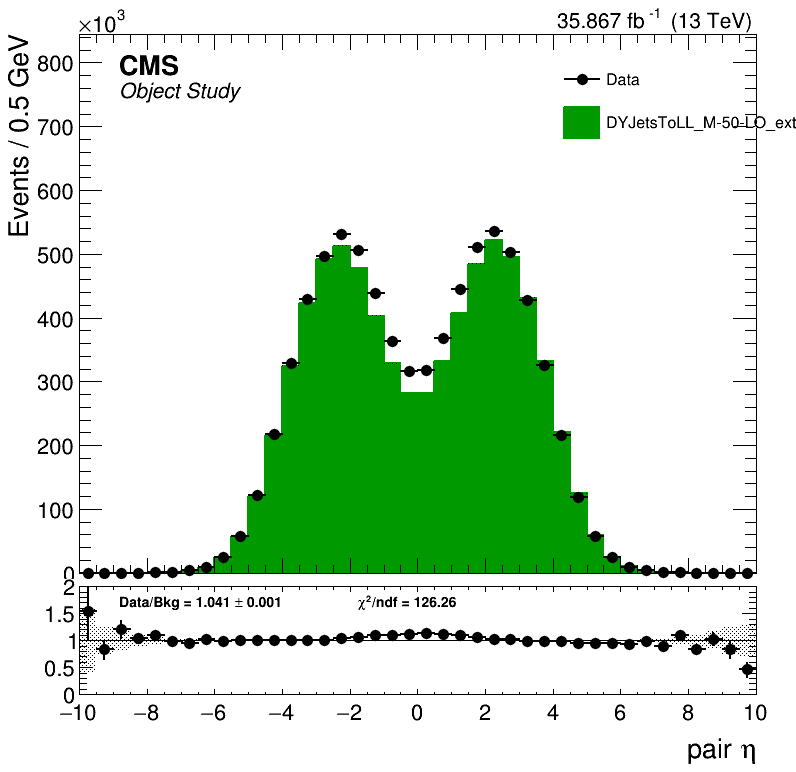 ×10³
35.867 fb⁻¹ (13 TeV)
Events / 0.5 GeV
CMS
Object Study
Data
DYJetsToLL_M-50-LO_ext
800
700
600
500
400
300
200
100
0
Data/Bkg = 1.041 ± 0.001
χ²/ndf = 126.26
2
1.5
1
0.5
0
−10 −8 −6 −4 −2 0 2 4 6 8 10
pair η